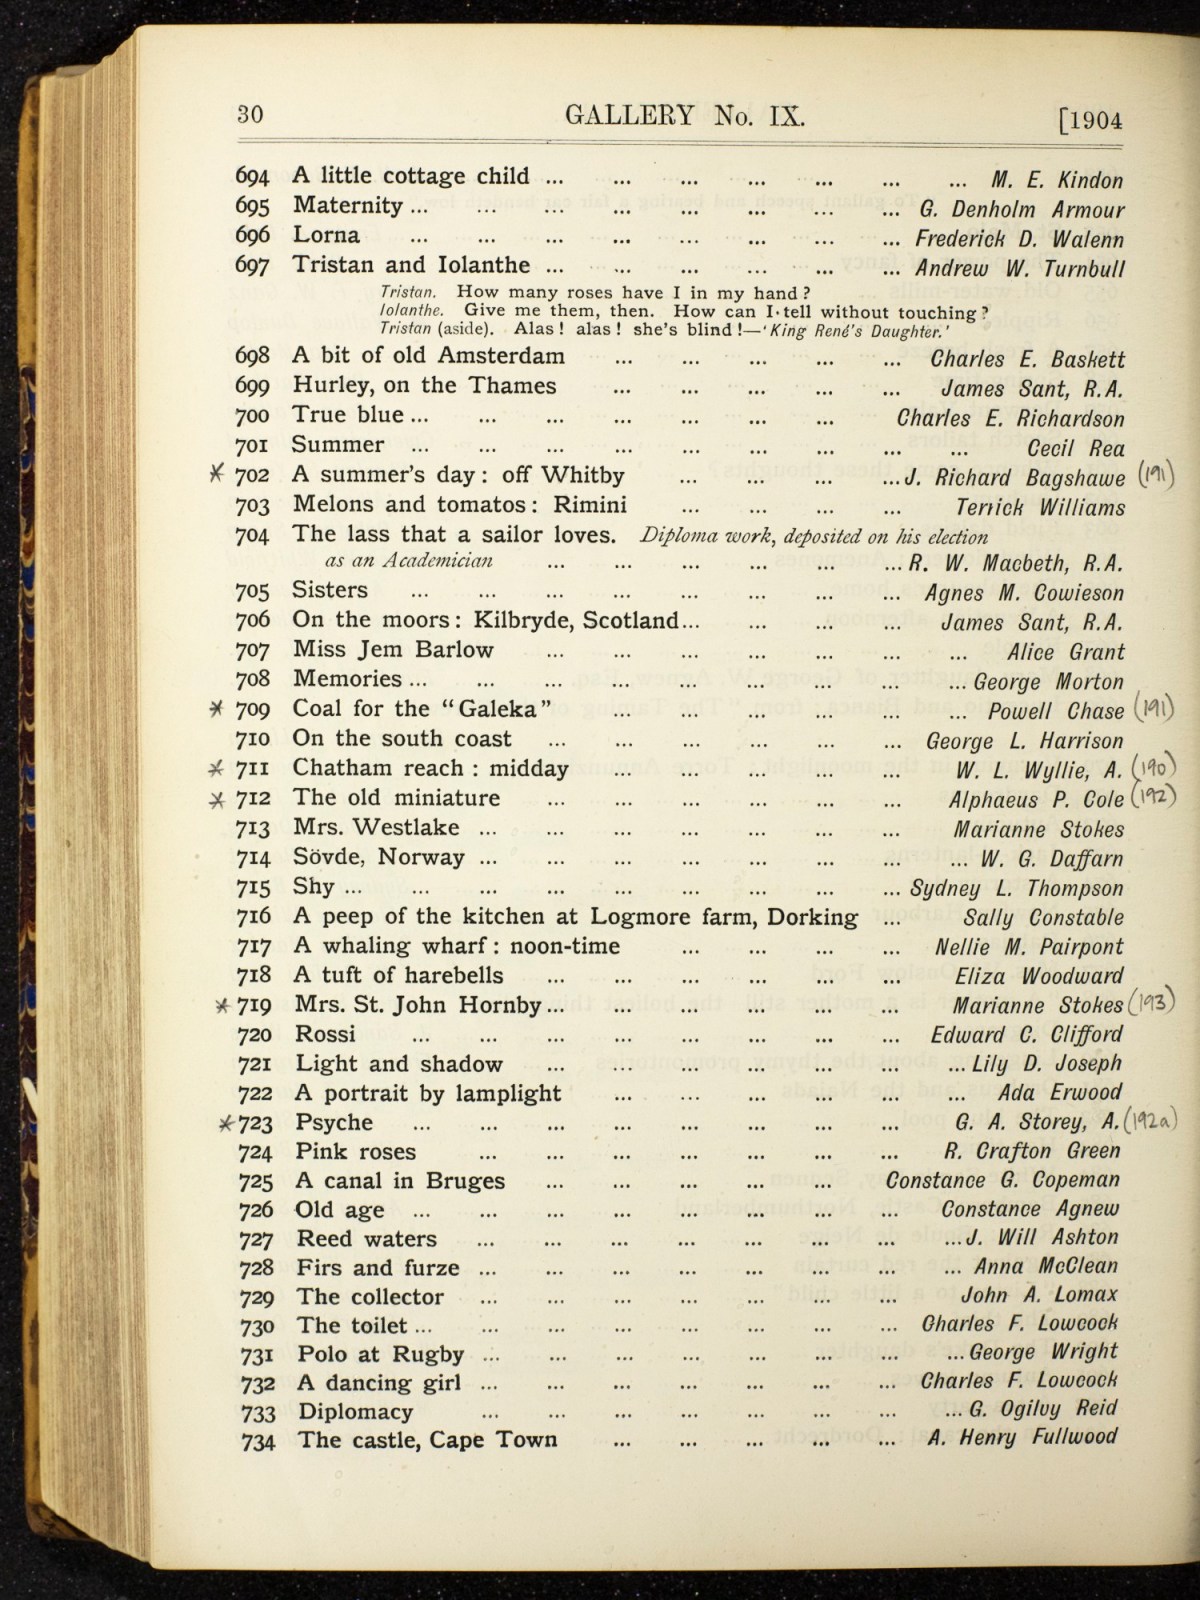 30 GALLERY No. IX. [1904
694 A little cottage child ... ... ... ... ... ... ... M. E. Kindon
695 Maternity ... ... ... ... ... ... ... ... G. Denholm Armour
696 Lorna ... ... ... ... ... ... ... ... Frederick D. Walenn
697 Tristan and Iolanthe ... ... ... ... ... ... Andrew W. Turnbull
Tristan. How many roses have I in my hand?
Iolanthe. Give me them, then. How can I tell without touching?
Tristan (aside). Alas! alas! she's blind!—'King René's Daughter.'
698 A bit of old Amsterdam ... ... ... ... ... Charles E. Baskett
699 Hurley, on the Thames ... ... ... ... ... James Sant, R.A.
700 True blue ... ... ... ... ... ... ... Charles E. Richardson
701 Summer ... ... ... ... ... ... ... ... Cecil Rea
* 702 A summer's day: off Whitby ... ... ... ... J. Richard Bagshawe (191)
703 Melons and tomatos: Rimini ... ... ... ... Terrick Williams
704 The lass that a sailor loves. Diploma work, deposited on his election
as an Academician ... ... ... ... ... ... R. W. Macbeth, R.A.
705 Sisters ... ... ... ... ... ... ... ... Agnes M. Cowieson
706 On the moors: Kilbryde, Scotland... ... ... ... James Sant, R.A.
707 Miss Jem Barlow ... ... ... ... ... ... ... Alice Grant
708 Memories ... ... ... ... ... ... ... ... ... George Morton
* 709 Coal for the "Galeka" ... ... ... ... ... ... Powell Chase (191)
710 On the south coast ... ... ... ... ... ... George L. Harrison
* 711 Chatham reach: midday ... ... ... ... ... W. L. Wyllie, A. (190)
* 712 The old miniature ... ... ... ... ... ... Alphaeus P. Cole (192)
713 Mrs. Westlake ... ... ... ... ... ... ... Marianne Stokes
714 Sövde, Norway ... ... ... ... ... ... ... ... W. G. Daffarn
715 Shy ... ... ... ... ... ... ... ... ... Sydney L. Thompson
716 A peep of the kitchen at Logmore farm, Dorking ... Sally Constable
717 A whaling wharf: noon-time ... ... ... ... Nellie M. Pairpont
718 A tuft of harebells ... ... ... ... ... ... Eliza Woodward
* 719 Mrs. St. John Hornby ... ... ... ... ... ... Marianne Stokes (193)
720 Rossi ... ... ... ... ... ... ... ... Edward C. Clifford
721 Light and shadow ... ... ... ... ... ... ... Lily D. Joseph
722 A portrait by lamplight ... ... ... ... ... ... Ada Erwood
* 723 Psyche ... ... ... ... ... ... ... ... G. A. Storey, A. (192a)
724 Pink roses ... ... ... ... ... ... ... R. Crafton Green
725 A canal in Bruges ... ... ... ... ... Constance G. Copeman
726 Old age ... ... ... ... ... ... ... ... Constance Agnew
727 Reed waters ... ... ... ... ... ... ... ... J. Will Ashton
728 Firs and furze ... ... ... ... ... ... ... ... Anna McClean
729 The collector ... ... ... ... ... ... ... John A. Lomax
730 The toilet ... ... ... ... ... ... ... ... Charles F. Lowcock
731 Polo at Rugby ... ... ... ... ... ... ... ... George Wright
732 A dancing girl ... ... ... ... ... ... ... Charles F. Lowcock
733 Diplomacy ... ... ... ... ... ... ... ... G. Ogilvy Reid
734 The castle, Cape Town ... ... ... ... ... A. Henry Fullwood